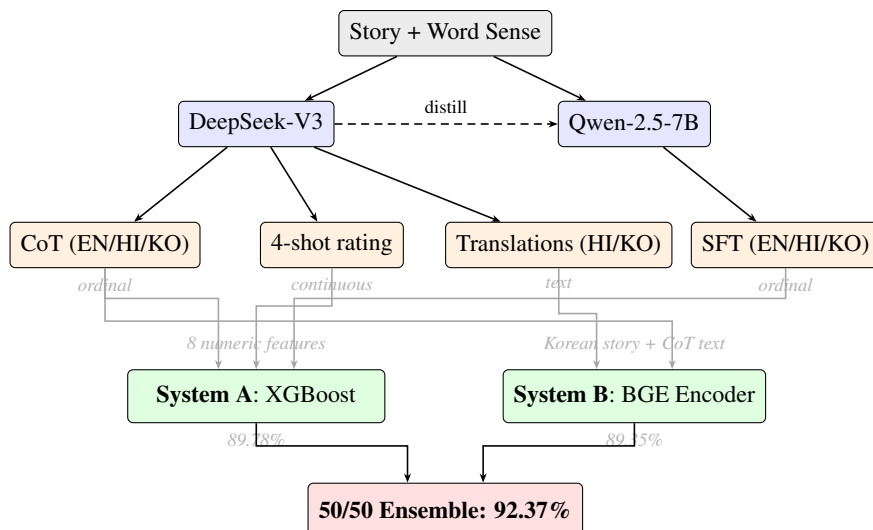 Story + Word Sense
distill
DeepSeek-V3
Qwen-2.5-7B
CoT (EN/HI/KO)
4-shot rating
Translations (HI/KO)
SFT (EN/HI/KO)
ordinal
continuous
text
ordinal
8 numeric features
Korean story + CoT text
System A: XGBoost
System B: BGE Encoder
89.78%
89.35%
50/50 Ensemble: 92.37%